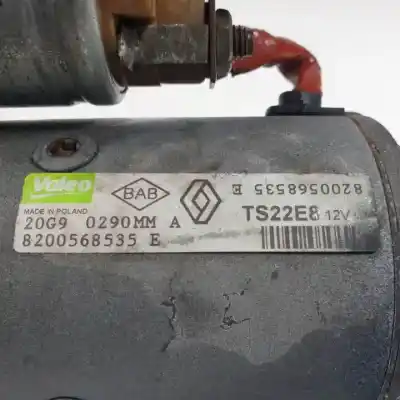 Valeo
BAB
8200568535 E
MADE IN POLAND
TS22E8 12V
20G9 0290MM A
8200568535 E